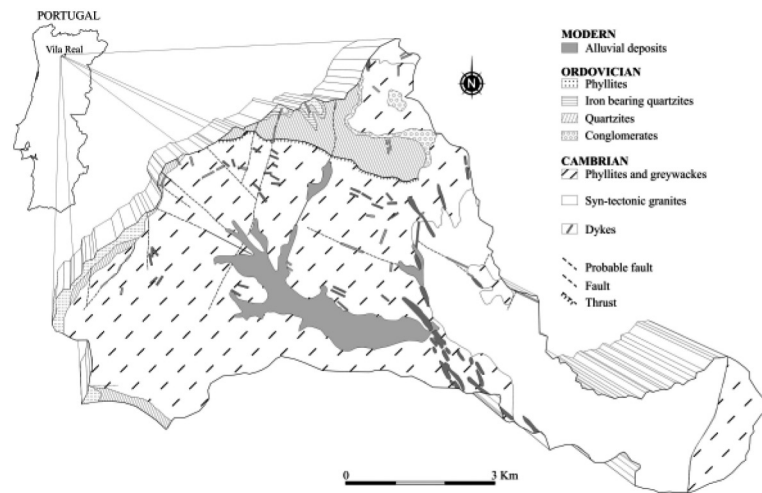 PORTUGAL
Vila Real
N
MODERN
Alluvial deposits
ORDOVICIAN
Phyllites
Iron bearing quartzites
Quartzites
Conglomerates
CAMBRIAN
Phyllites and greywackes
Syn-tectonic granites
Dykes
Probable fault
Fault
Thrust
0 3 Km